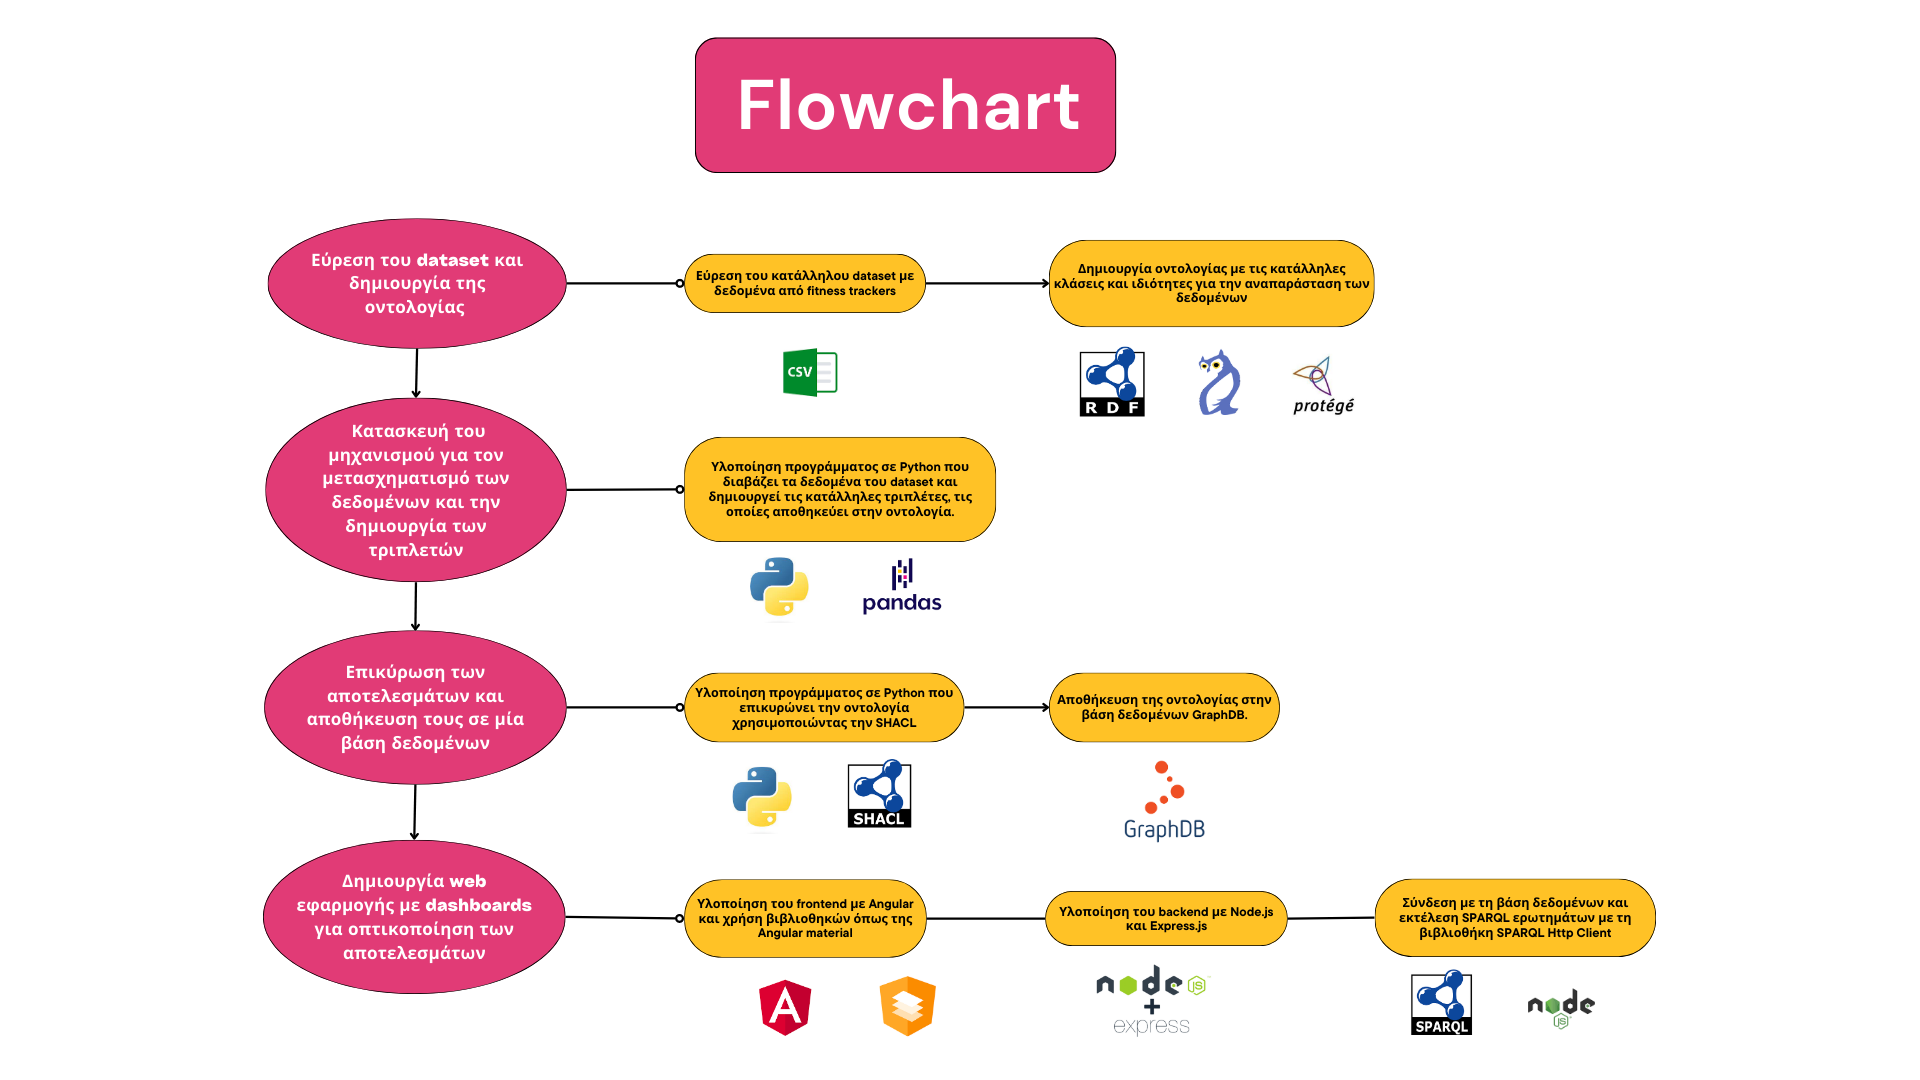 Flowchart
Εύρεση του dataset και
δημιουργία της
οντολογίας
Εύρεση του κατάλληλου dataset με
δεδομένα από fitness trackers
Δημιουργία οντολογίας με τις κατάλληλες
κλάσεις και ιδιότητες για την αναπαράσταση των
δεδομένων
CSV
RDF
protégé
Κατασκευή του
μηχανισμού για τον
μετασχηματισμό των
δεδομένων και την
δημιουργία των
τριπλετών
Υλοποίηση προγράμματος σε Python που
διαβάζει τα δεδομένα του dataset και
δημιουργεί τις κατάλληλες τριπλέτες, τις
οποίες αποθηκεύει στην οντολογία.
pandas
Επικύρωση των
αποτελεσμάτων και
αποθήκευση τους σε μία
βάση δεδομένων
Υλοποίηση προγράμματος σε Python που
επικυρώνει την οντολογία
χρησιμοποιώντας την SHACL
Αποθήκευση της οντολογίας στην
βάση δεδομένων GraphDB.
SHACL
GraphDB
Δημιουργία web
εφαρμογής με dashboards
για οπτικοποίηση των
αποτελεσμάτων
Υλοποίηση του frontend με Angular
και χρήση βιβλιοθηκών όπως της
Angular material
Υλοποίηση του backend με Node.js
και Express.js
Σύνδεση με τη βάση δεδομένων και
εκτέλεση SPARQL ερωτημάτων με τη
βιβλιοθήκη SPARQL Http Client
A
node JS
+
express
SPARQL
node
JS